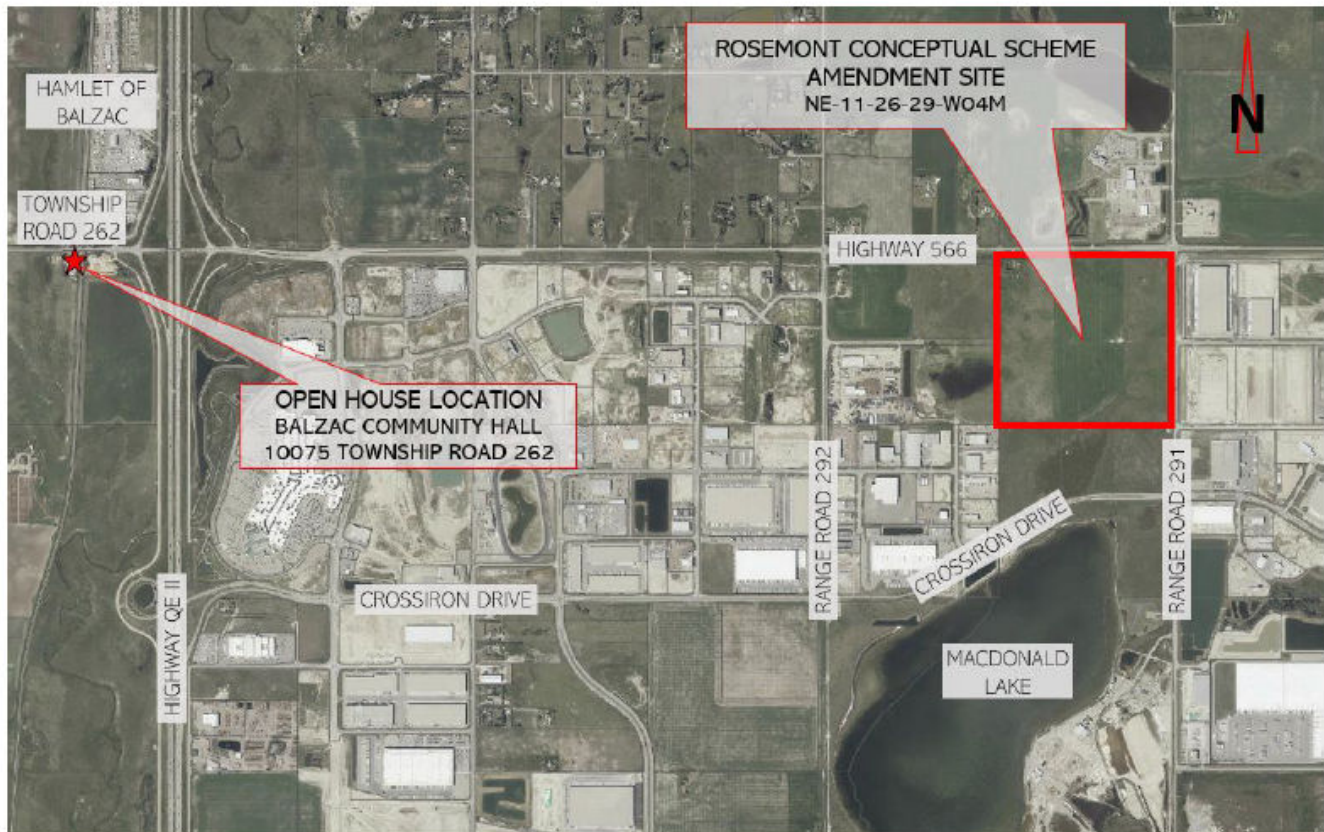 HAMLET OF
BALZAC
ROSEMONT CONCEPTUAL SCHEME
AMENDMENT SITE
NE-11-26-29-W04M
N
TOWNSHIP
ROAD 262
HIGHWAY 566
OPEN HOUSE LOCATION
BALZAC COMMUNITY HALL
10075 TOWNSHIP ROAD 262
RANGE ROAD 292
RANGE ROAD 291
CROSSIRON DRIVE
CROSSIRON DRIVE
HIGHWAY QE II
MACDONALD
LAKE